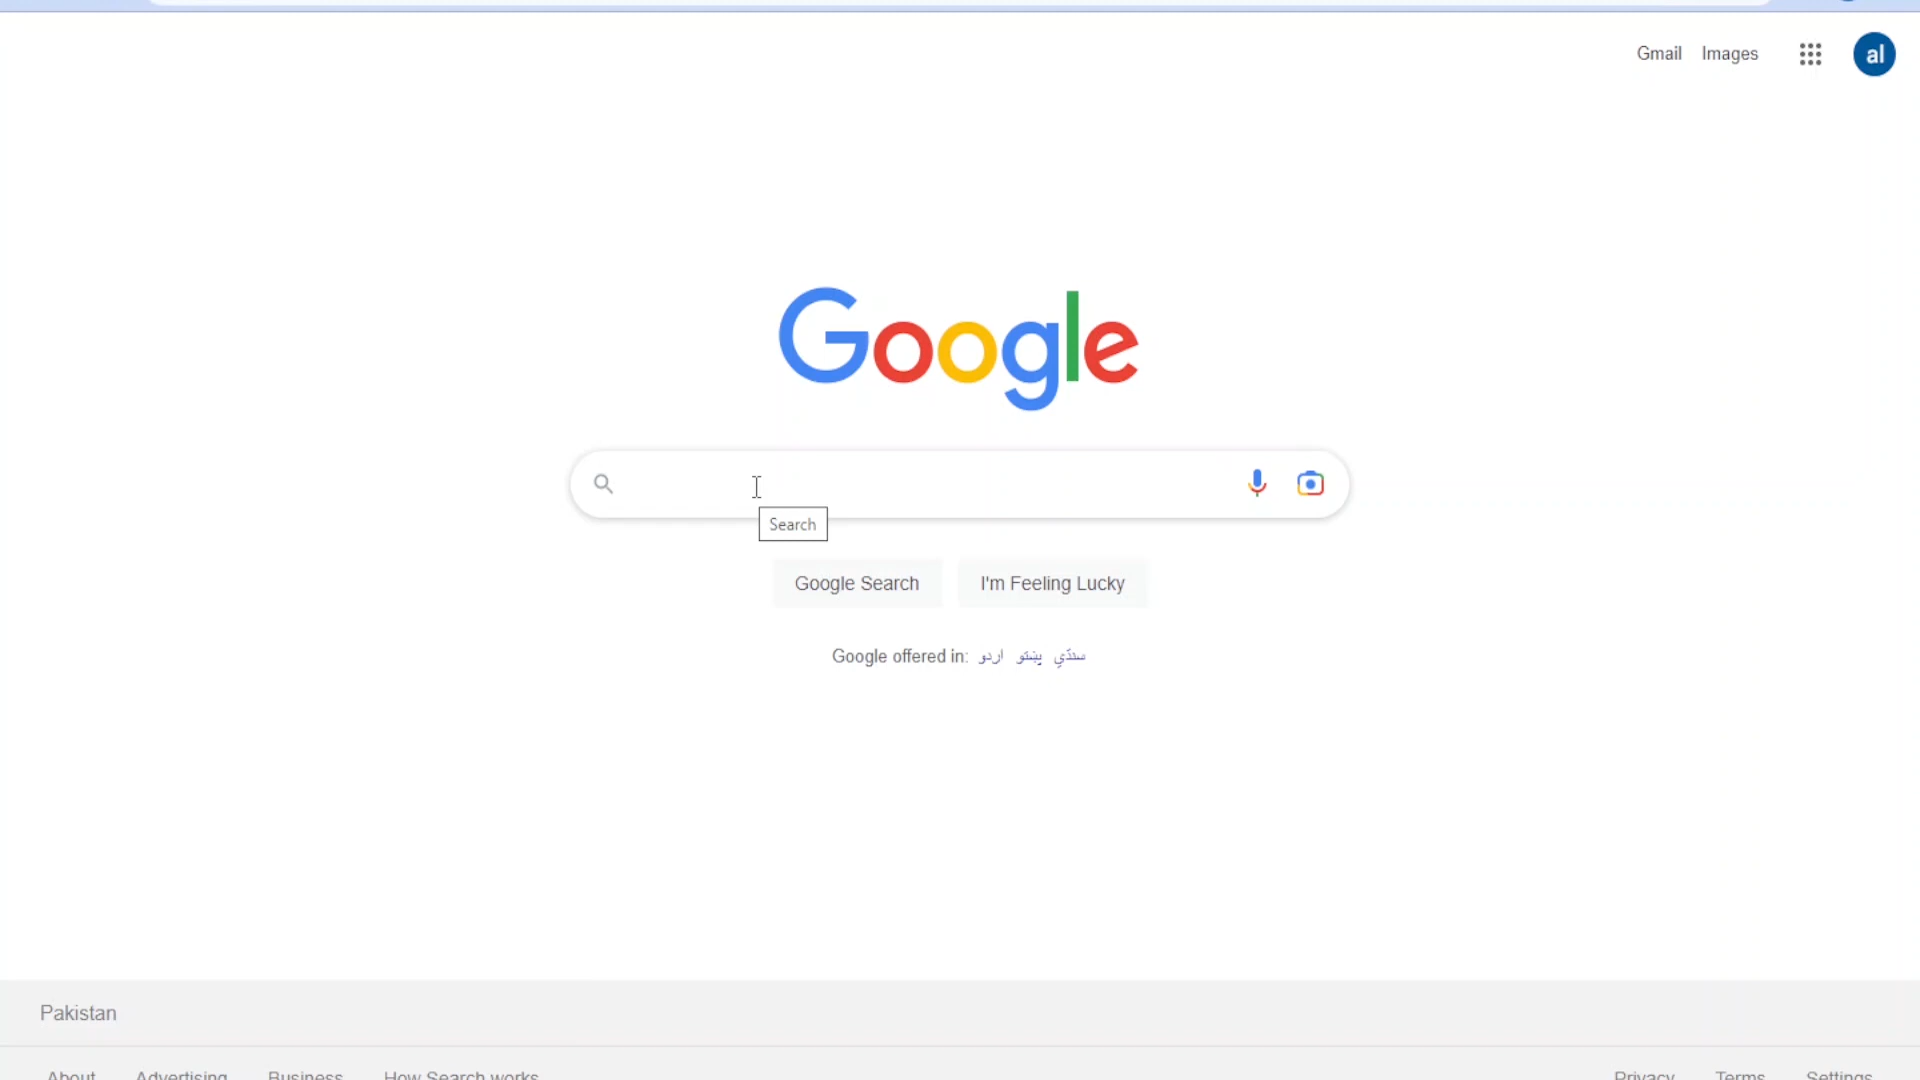 Gmail Images al
Google
Search
Google Search I'm Feeling Lucky
Google offered in: اردو پښتو سنڌي
Pakistan
About Advertising Business How Search works Privacy Terms Settings